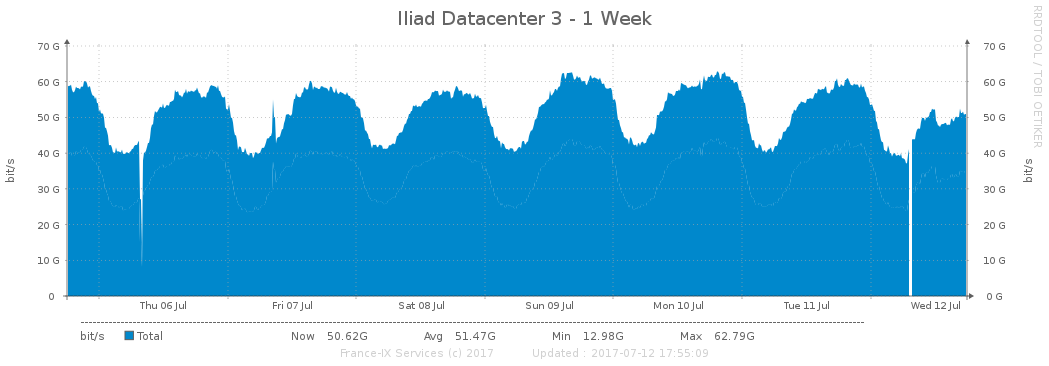 Iliad Datacenter 3 - 1 Week
RRDTOOL / TOBI OETIKER
70 G 70 G
60 G 60 G
50 G 50 G
40 G 40 G
30 G 30 G
20 G 20 G
10 G 10 G
0 0 G
bit/s bit/s
Thu 06 Jul Fri 07 Jul Sat 08 Jul Sun 09 Jul Mon 10 Jul Tue 11 Jul Wed 12 Jul
bit/s Total Now 50.62G Avg 51.47G Min 12.98G Max 62.79G
France-IX Services (c) 2017 Updated : 2017-07-12 17:55:09